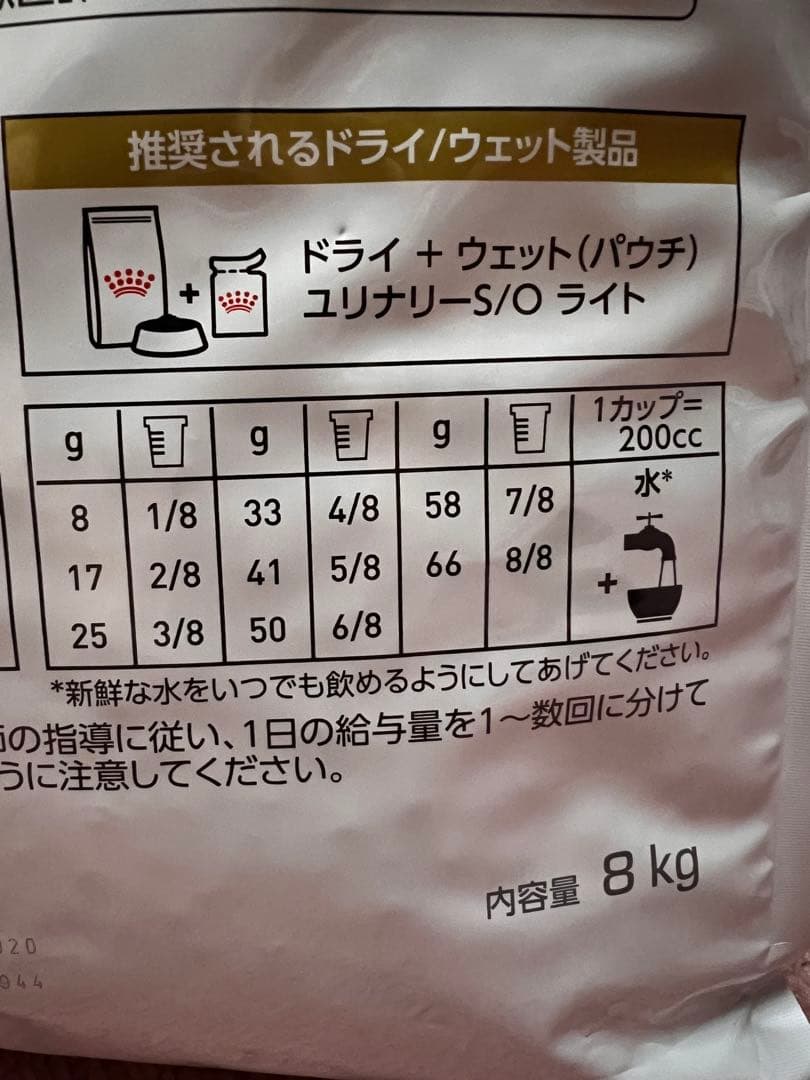 推奨されるドライ/ウェット製品
ドライ + ウェット(パウチ)
ユリナリーS/O ライト
g g g 1カップ=
200cc
8 1/8 33 4/8 58 7/8 水*
17 2/8 41 5/8 66 8/8 +
25 3/8 50 6/8
*新鮮な水をいつでも飲めるようにしてあげてください。
の指導に従い、1日の給与量を1~数回に分けて
うに注意してください。
内容量 8 kg
20
944